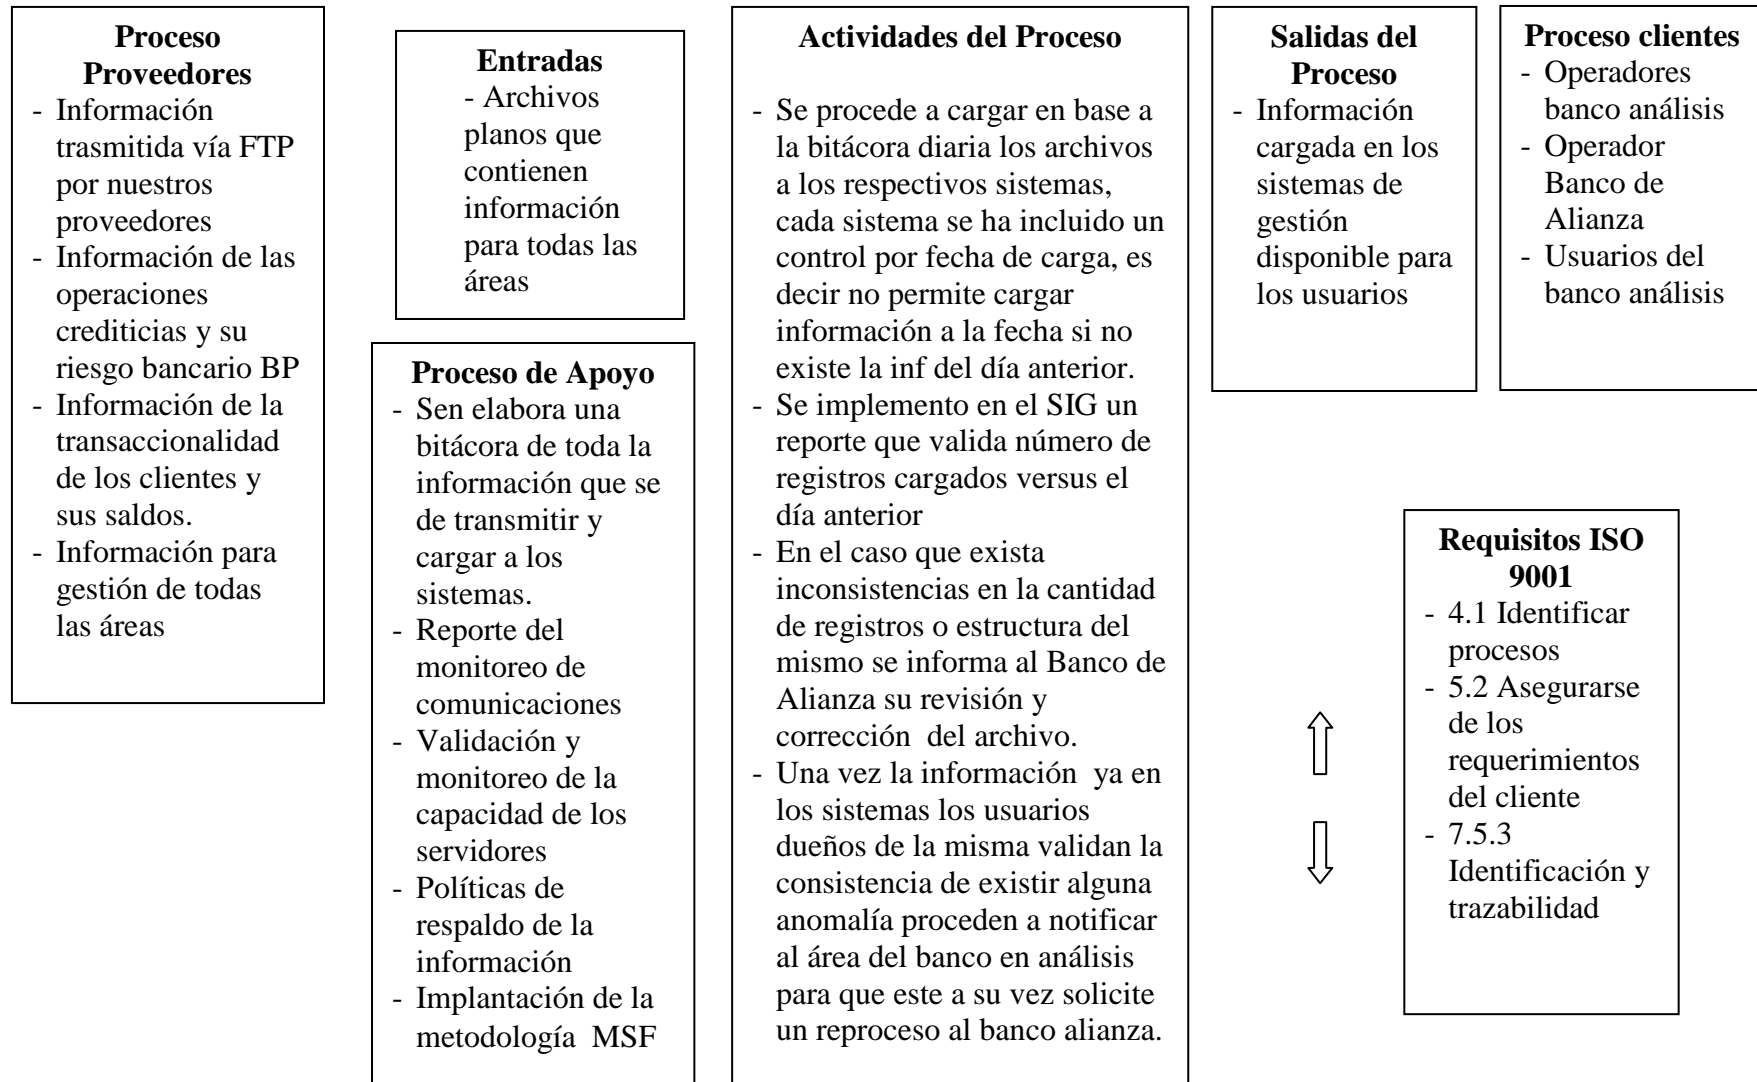 Proceso
Proveedores
- Información
trasmitida vía FTP
por nuestros
proveedores
- Información de las
operaciones
crediticias y su
riesgo bancario BP
- Información de la
transaccionalidad
de los clientes y
sus saldos.
- Información para
gestión de todas
las áreas
Entradas
- Archivos
planos que
contienen
información
para todas las
áreas
Proceso de Apoyo
- Sen elabora una
bitácora de toda la
información que se
de transmitir y
cargar a los
sistemas.
- Reporte del
monitoreo de
comunicaciones
- Validación y
monitoreo de la
capacidad de los
servidores
- Políticas de
respaldo de la
información
- Implantación de la
metodología MSF
Actividades del Proceso
- Se procede a cargar en base a
la bitácora diaria los archivos
a los respectivos sistemas,
cada sistema se ha incluido un
control por fecha de carga, es
decir no permite cargar
información a la fecha si no
existe la inf del día anterior.
- Se implemento en el SIG un
reporte que valida número de
registros cargados versus el
día anterior
- En el caso que exista
inconsistencias en la cantidad
de registros o estructura del
mismo se informa al Banco de
Alianza su revisión y
corrección del archivo.
- Una vez la información ya en
los sistemas los usuarios
dueños de la misma validan la
consistencia de existir alguna
anomalía proceden a notificar
al área del banco en análisis
para que este a su vez solicite
un reproceso al banco alianza.
Salidas del
Proceso
- Información
cargada en los
sistemas de
gestión
disponible para
los usuarios
Proceso clientes
- Operadores
banco análisis
- Operador
Banco de
Alianza
- Usuarios del
banco análisis
Requisitos ISO
9001
- 4.1 Identificar
procesos
- 5.2 Asegurarse
de los
requerimientos
del cliente
- 7.5.3
Identificación y
trazabilidad